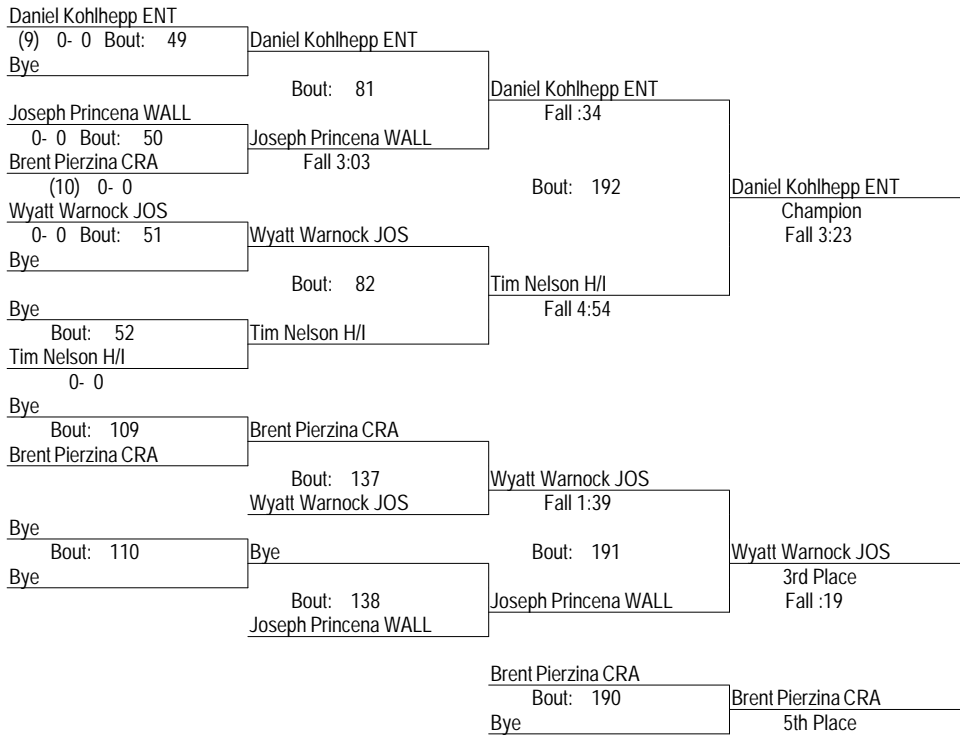 Daniel Kohlhepp ENT
(9) 0- 0 Bout: 49
Bye
Daniel Kohlhepp ENT
Bout: 81
Joseph Princena WALL
0- 0 Bout: 50
Brent Pierzina CRA
(10) 0- 0
Joseph Princena WALL
Fall 3:03
Daniel Kohlhepp ENT
Fall :34
Wyatt Warnock JOS
0- 0 Bout: 51
Bye
Wyatt Warnock JOS
Bout: 82
Bye
Bout: 52
Tim Nelson H/I
0- 0
Tim Nelson H/I
Tim Nelson H/I
Fall 4:54
Bout: 192
Daniel Kohlhepp ENT
Champion
Fall 3:23
Bye
Bout: 109
Brent Pierzina CRA
Brent Pierzina CRA
Bout: 137
Wyatt Warnock JOS
Wyatt Warnock JOS
Fall 1:39
Bye
Bout: 110
Bye
Bye
Bout: 138
Joseph Princena WALL
Joseph Princena WALL
Bout: 191
Wyatt Warnock JOS
3rd Place
Fall :19
Brent Pierzina CRA
Bout: 190
Bye
Brent Pierzina CRA
5th Place